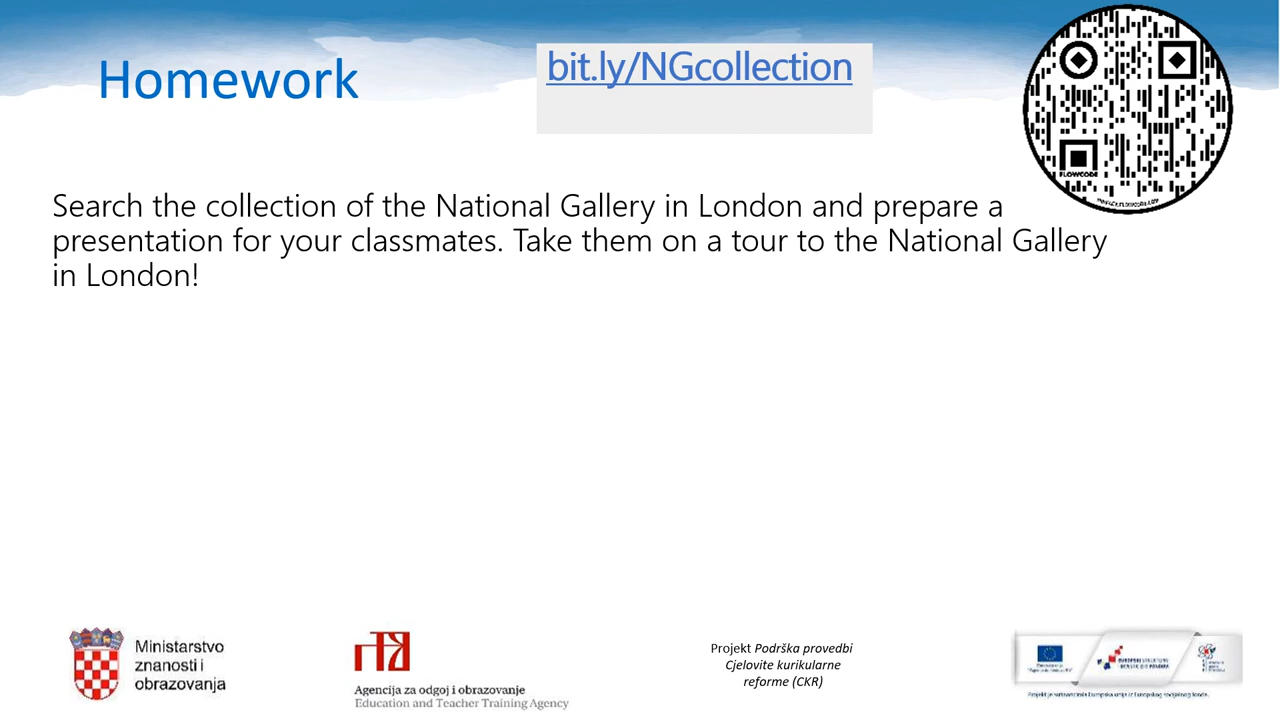 Homework
bit.ly/NGcollection
FLOWCODE
Search the collection of the National Gallery in London and prepare a
presentation for your classmates. Take them on a tour to the National Gallery
in London!
Ministarstvo
znanosti i
obrazovanja
Agencija za odgoj i obrazovanje
Education and Teacher Training Agency
Projekt Podrška provedbi
Cjelovite kurikularne
reforme (CKR)